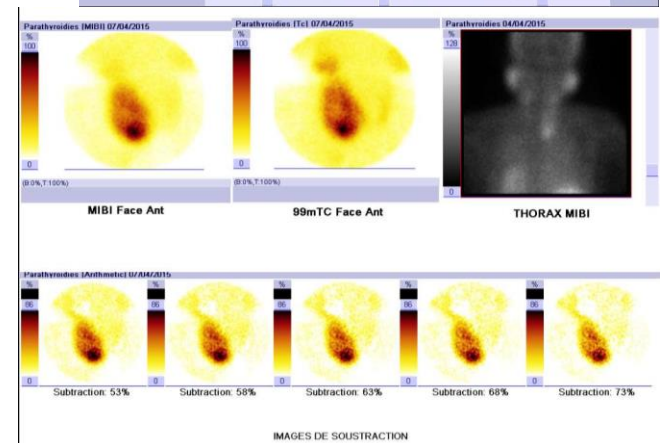 Parathyroidies [MIBI] 07/04/2015
%
100
0
(B:0%,T:100%)
MIBI Face Ant
Parathyroidies [Tc] 07/04/2015
%
100
0
(B:0%,T:100%)
99mTC Face Ant
Parathyroidies 04/04/2015
%
128
0
THORAX MIBI
Parathyroidies [Arithmetic] 07/04/2015
%
86
0
Subtraction: 53%
%
86
0
Subtraction: 58%
%
86
0
Subtraction: 63%
%
86
0
Subtraction: 68%
%
86
0
Subtraction: 73%
IMAGES DE SOUSTRACTION